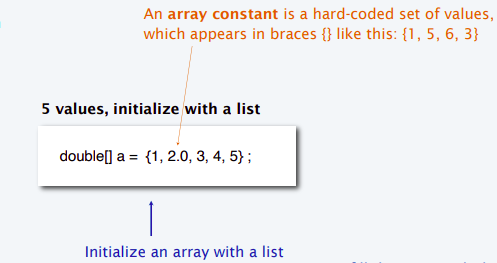 An array constant is a hard-coded set of values,
which appears in braces {} like this: {1, 5, 6, 3}
5 values, initialize with a list
double[] a = {1, 2.0, 3, 4, 5} ;
Initialize an array with a list